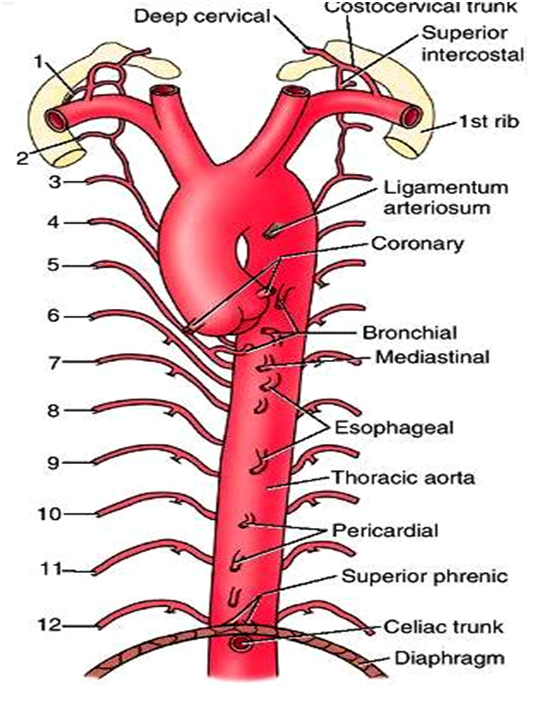 Costocervical trunk
Deep cervical
Superior
intercostal
1
1st rib
2
3
Ligamentum
arteriosum
4
Coronary
5
6
Bronchial
Mediastinal
7
8
Esophageal
9
Thoracic aorta
10
Pericardial
11
Superior phrenic
12
Celiac trunk
Diaphragm